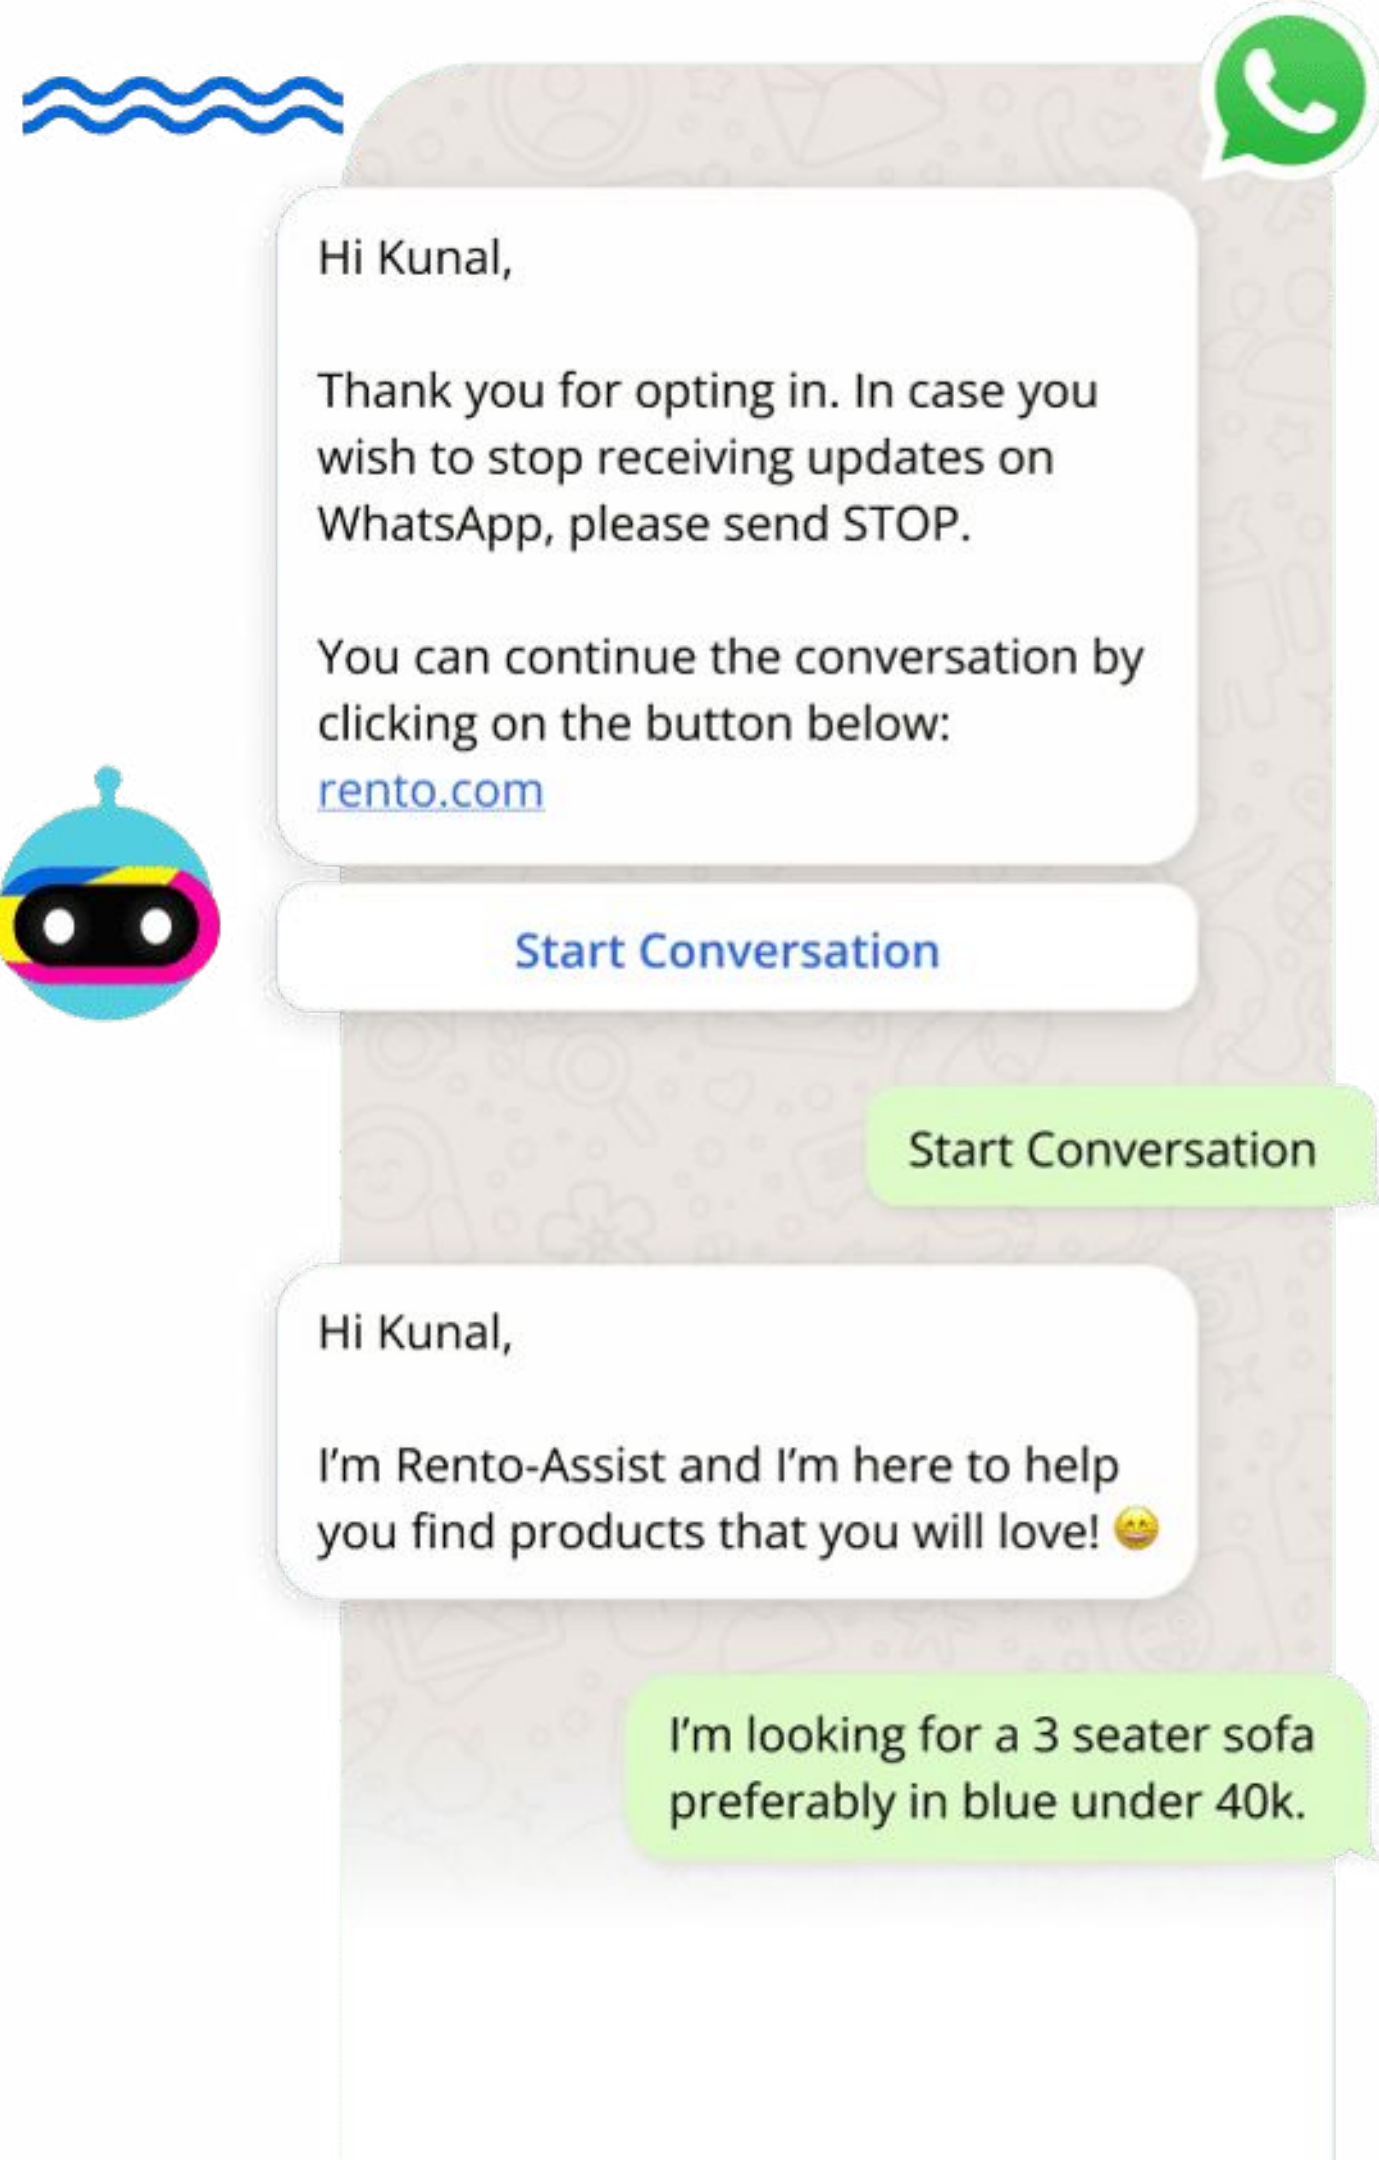 Hi Kunal,
Thank you for opting in. In case you
wish to stop receiving updates on
WhatsApp, please send STOP.
You can continue the conversation by
clicking on the button below:
rento.com
Start Conversation
Start Conversation
Hi Kunal,
I’m Rento-Assist and I’m here to help
you find products that you will love! 😄
I’m looking for a 3 seater sofa
preferably in blue under 40k.